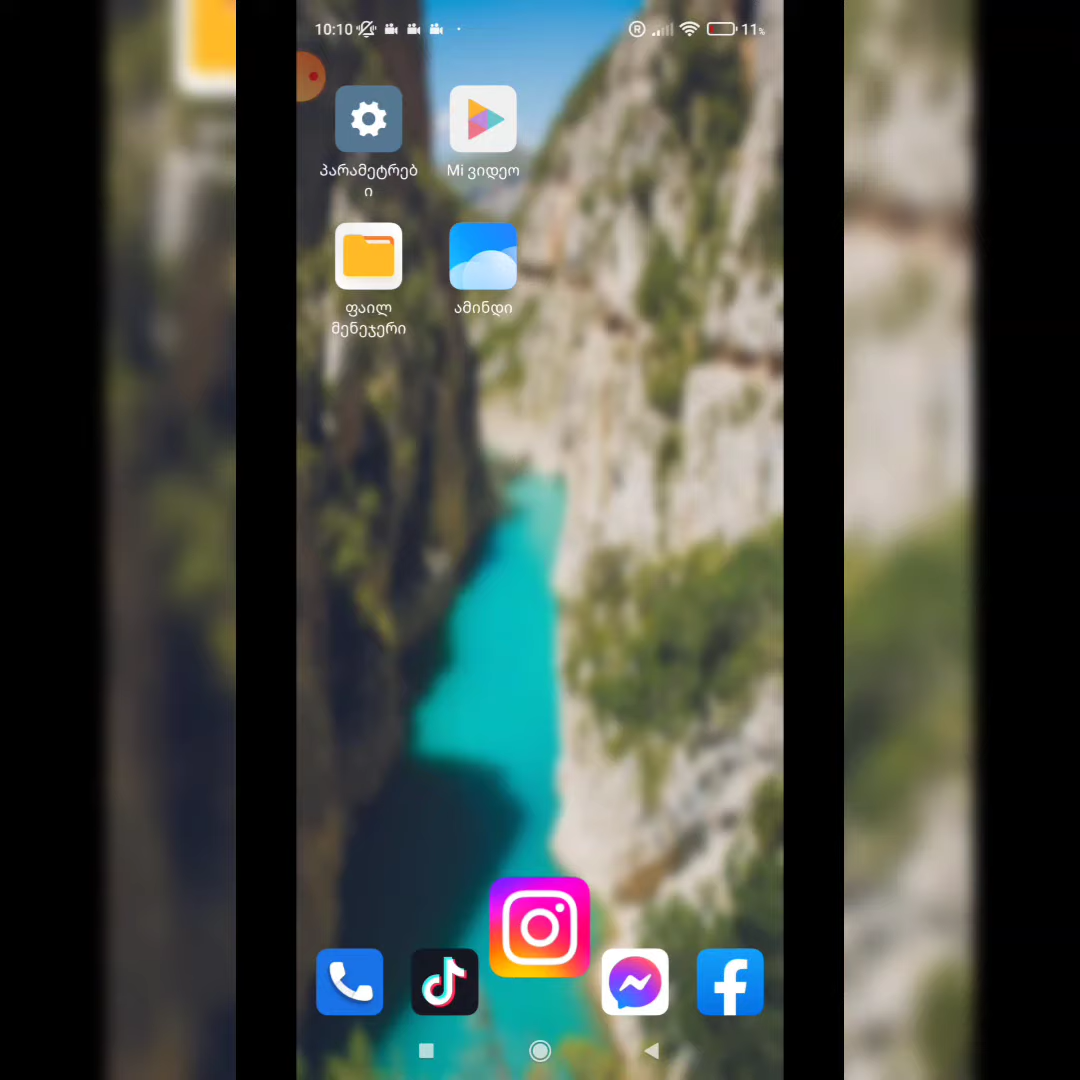 10:10 R 11%
პარამეტრებ
ი
Mi ვიდეო
ფაილ
მენეჯერი
ამინდი